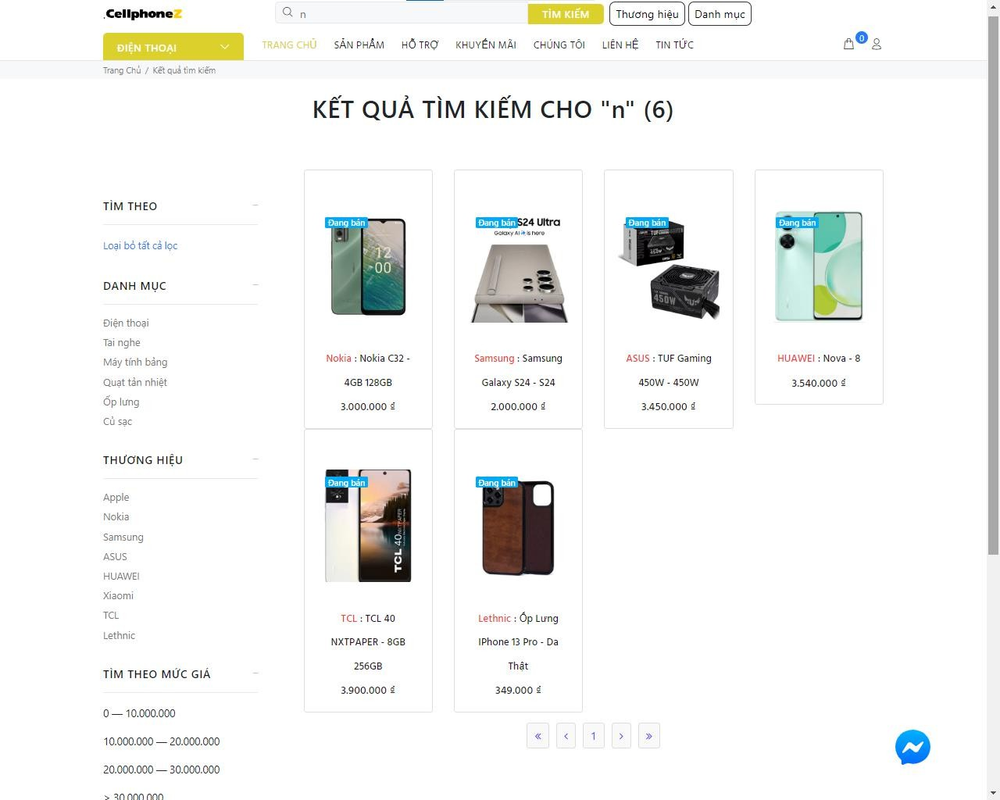 .CellphoneZ
n
TÌM KIẾM
Thương hiệu
Danh mục
ĐIỆN THOẠI
TRANG CHỦ
SẢN PHẨM
HỖ TRỢ
KHUYẾN MÃI
CHÚNG TÔI
LIÊN HỆ
TIN TỨC
0
Trang Chủ / Kết quả tìm kiếm
KẾT QUẢ TÌM KIẾM CHO "n" (6)
TÌM THEO
Loại bỏ tất cả lọc
DANH MỤC
Điện thoại
Tai nghe
Máy tính bảng
Quạt tản nhiệt
Ốp lưng
Củ sạc
THƯƠNG HIỆU
Apple
Nokia
Samsung
ASUS
HUAWEI
Xiaomi
TCL
Lethnic
TÌM THEO MỨC GIÁ
0 — 10.000.000
10.000.000 — 20.000.000
20.000.000 — 30.000.000
> 30.000.000
Đang bán
12
:00
Nokia : Nokia C32 -
4GB 128GB
3.000.000 ₫
Đang bán
S24 Ultra
Galaxy AI is here
Samsung : Samsung
Galaxy S24 - S24
2.000.000 ₫
Đang bán
TUF GAMING
450W
450W
ASUS : TUF Gaming
450W - 450W
3.450.000 ₫
Đang bán
HUAWEI : Nova - 8
3.540.000 ₫
Đang bán
TCL 40 NXTPAPER
TCL : TCL 40
NXTPAPER - 8GB
256GB
3.900.000 ₫
Đang bán
Lethnic : Ốp Lưng
IPhone 13 Pro - Da
Thật
349.000 ₫
« ‹ 1 › »